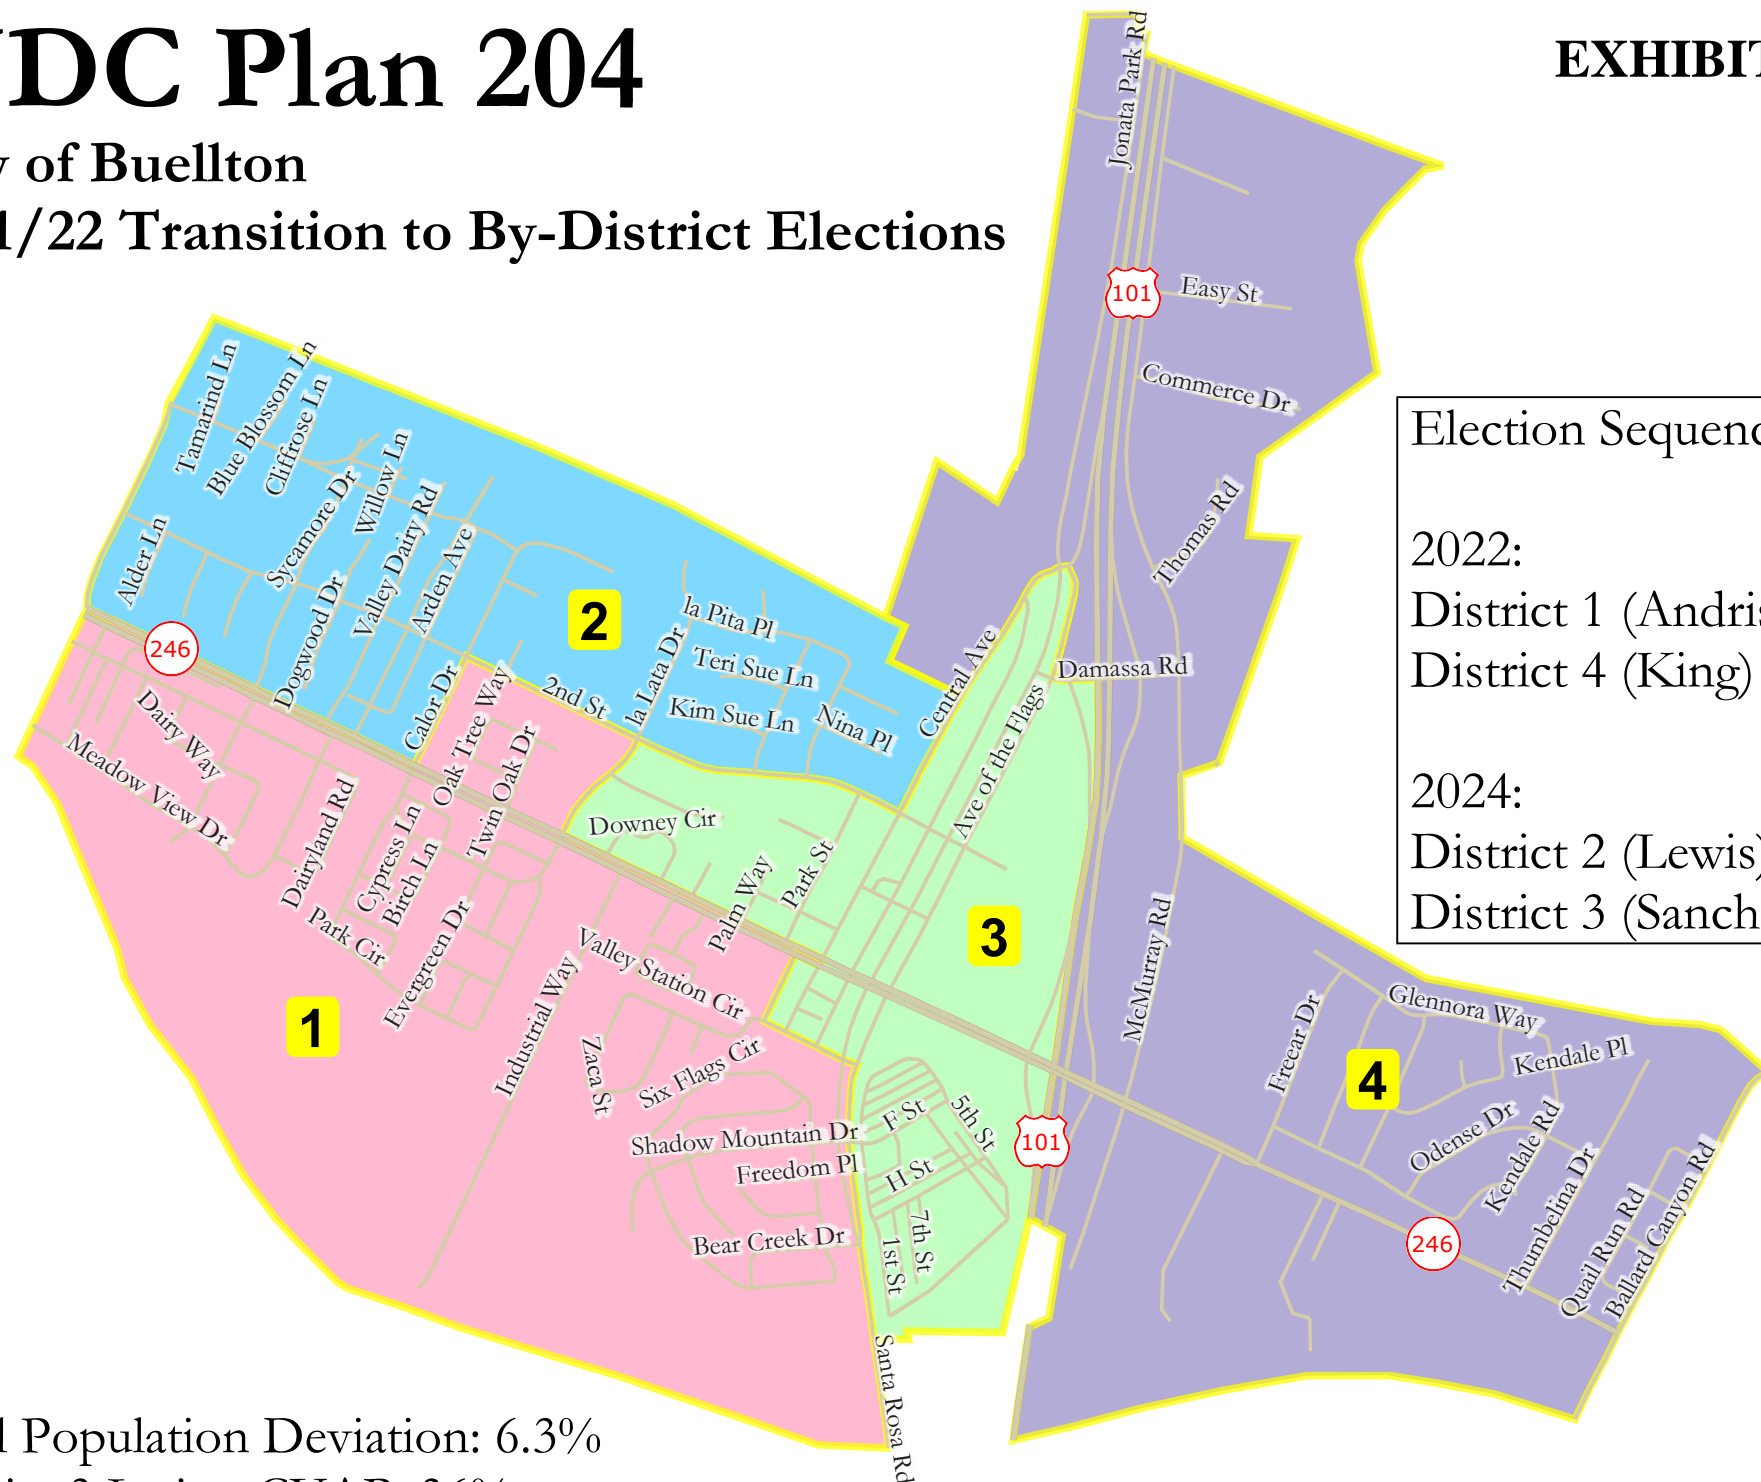 DC Plan 204
EXHIBIT
of Buellton
1/22 Transition to By-District Elections
Jonata Park Rd
101
Easy St
Commerce Dr
Thomas Rd
Election Sequenc
2022:
District 1 (Andris
District 4 (King)
2024:
District 2 (Lewis)
District 3 (Sanch
Tamarind Ln
Blue Blossom Ln
Cliffrose Ln
Willow Ln
Sycamore Dr
Valley Dairy Rd
Alder Ln
Arden Ave
Dogwood Dr
2
la Pita Pl
Teri Sue Ln
la Lata Dr
Kim Sue Ln
Nina Pl
2nd St
Calor Dr
Central Ave
Damassa Rd
Ave of the Flags
246
Dairy Way
Meadow View Dr
Oak Tree Way
Twin Oak Dr
Dairyland Rd
Cypress Ln
Birch Ln
Park Cir
Evergreen Dr
Downey Cir
Palm Way
Park St
3
McMurray Rd
Valley Station Cir
Industrial Way
1
Zaca St
Six Flags Cir
Shadow Mountain Dr
Freedom Pl
Bear Creek Dr
F St
5th St
H St
7th St
1st St
101
Santa Rosa Rd
Freear Dr
Glennora Way
Kendale Pl
4
Odense Dr
Kendale Rd
Thumbelina Dr
Quail Run Rd
Ballard Canyon Rd
246
l Population Deviation: 6.3%